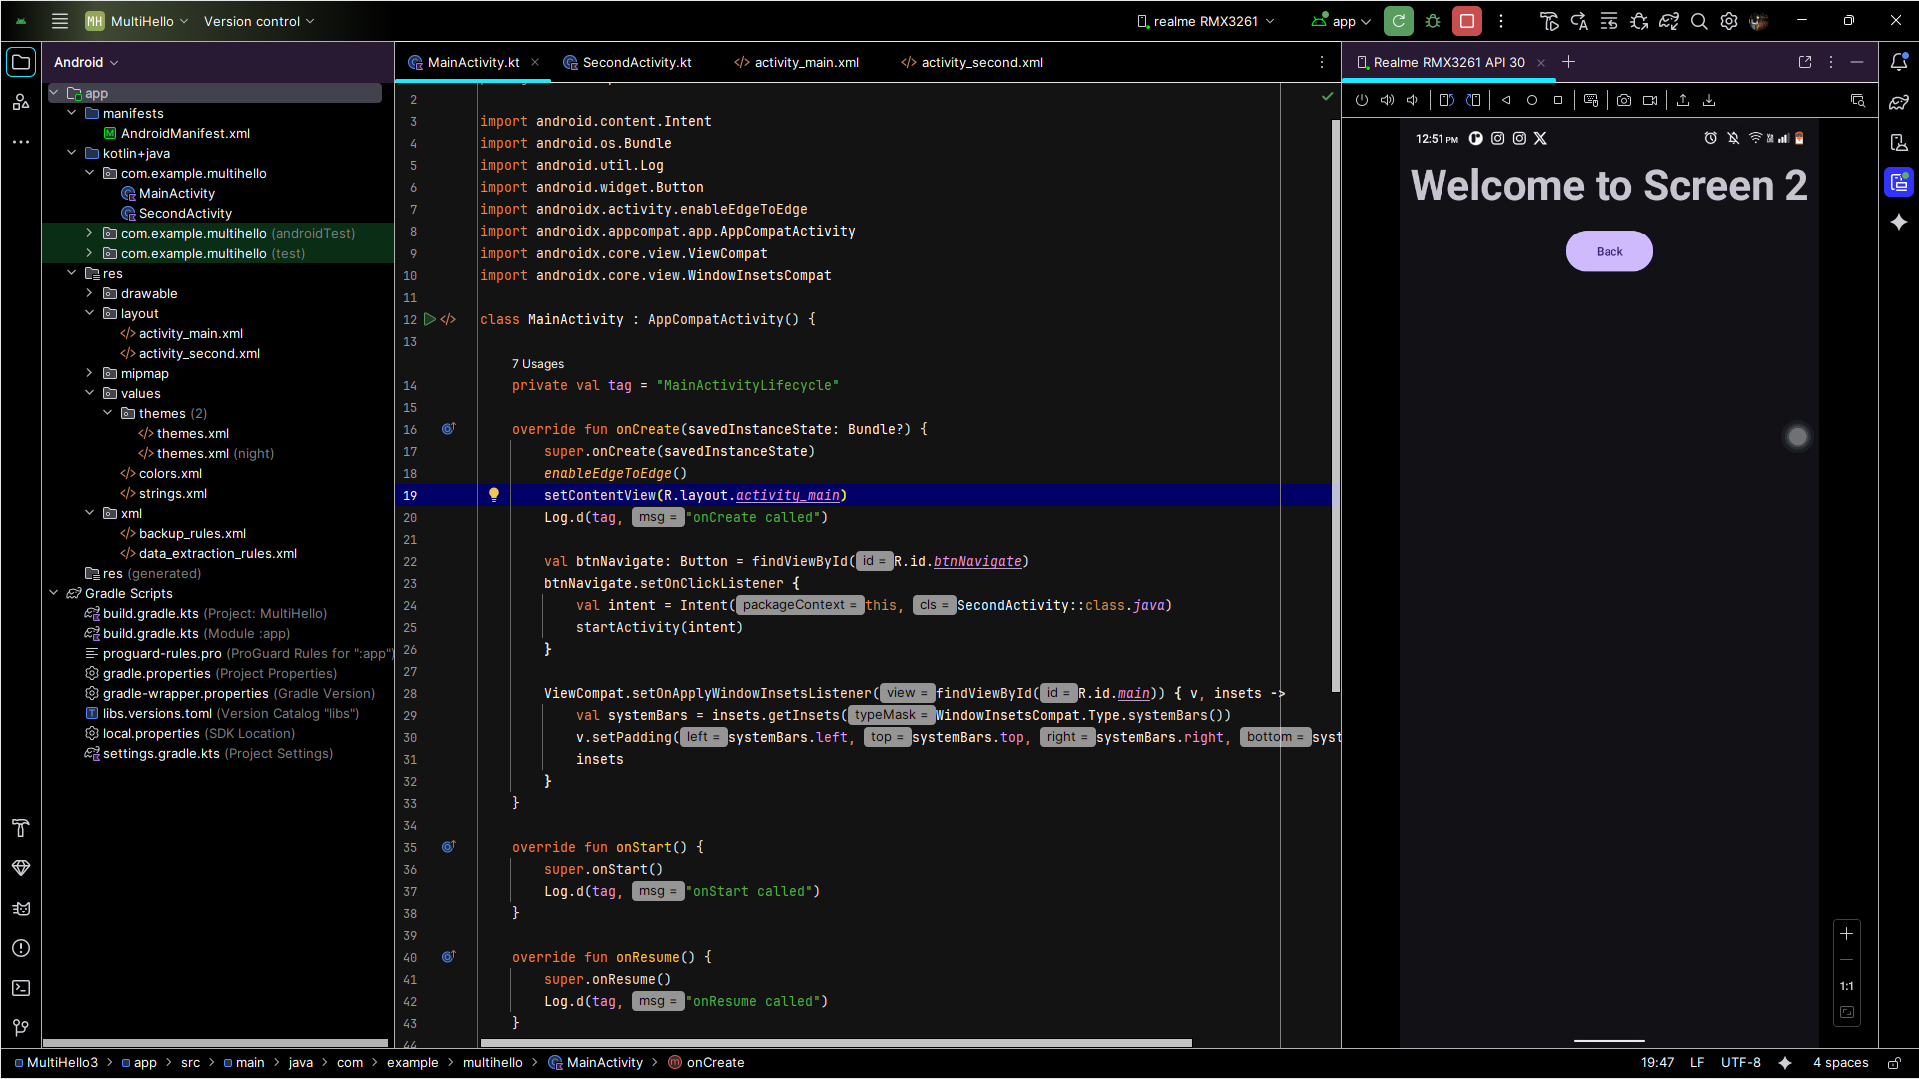 MH MultiHello Version control realme RMX3261 app
Android
app
manifests
AndroidManifest.xml
kotlin+java
com.example.multihello
MainActivity
SecondActivity
com.example.multihello (androidTest)
com.example.multihello (test)
res
drawable
layout
activity_main.xml
activity_second.xml
mipmap
values
themes (2)
themes.xml
themes.xml (night)
colors.xml
strings.xml
xml
backup_rules.xml
data_extraction_rules.xml
res (generated)
Gradle Scripts
build.gradle.kts (Project: MultiHello)
build.gradle.kts (Module :app)
proguard-rules.pro (ProGuard Rules for ":app")
gradle.properties (Project Properties)
gradle-wrapper.properties (Gradle Version)
libs.versions.toml (Version Catalog "libs")
local.properties (SDK Location)
settings.gradle.kts (Project Settings)
MainActivity.kt SecondActivity.kt activity_main.xml activity_second.xml
2
3 import android.content.Intent
4 import android.os.Bundle
5 import android.util.Log
6 import android.widget.Button
7 import androidx.activity.enableEdgeToEdge
8 import androidx.appcompat.app.AppCompatActivity
9 import androidx.core.view.ViewCompat
10 import androidx.core.view.WindowInsetsCompat
11
12 class MainActivity : AppCompatActivity() {
13
7 Usages
14 private val tag = "MainActivityLifecycle"
15
16 override fun onCreate(savedInstanceState: Bundle?) {
17 super.onCreate(savedInstanceState)
18 enableEdgeToEdge()
19 setContentView(R.layout.activity_main)
20 Log.d(tag, msg = "onCreate called")
21
22 val btnNavigate: Button = findViewById( id = R.id.btnNavigate)
23 btnNavigate.setOnClickListener {
24 val intent = Intent( packageContext = this, cls = SecondActivity::class.java)
25 startActivity(intent)
26 }
27
28 ViewCompat.setOnApplyWindowInsetsListener( view = findViewById( id = R.id.main)) { v, insets ->
29 val systemBars = insets.getInsets( typeMask = WindowInsetsCompat.Type.systemBars())
30 v.setPadding( left = systemBars.left, top = systemBars.top, right = systemBars.right, bottom = syst
31 insets
32 }
33 }
34
35 override fun onStart() {
36 super.onStart()
37 Log.d(tag, msg = "onStart called")
38 }
39
40 override fun onResume() {
41 super.onResume()
42 Log.d(tag, msg = "onResume called")
43 }
44
Realme RMX3261 API 30
12:51 PM
Welcome to Screen 2
Back
1:1
MultiHello3 > app > src > main > java > com > example > multihello > MainActivity > onCreate
19:47 LF UTF-8 4 spaces